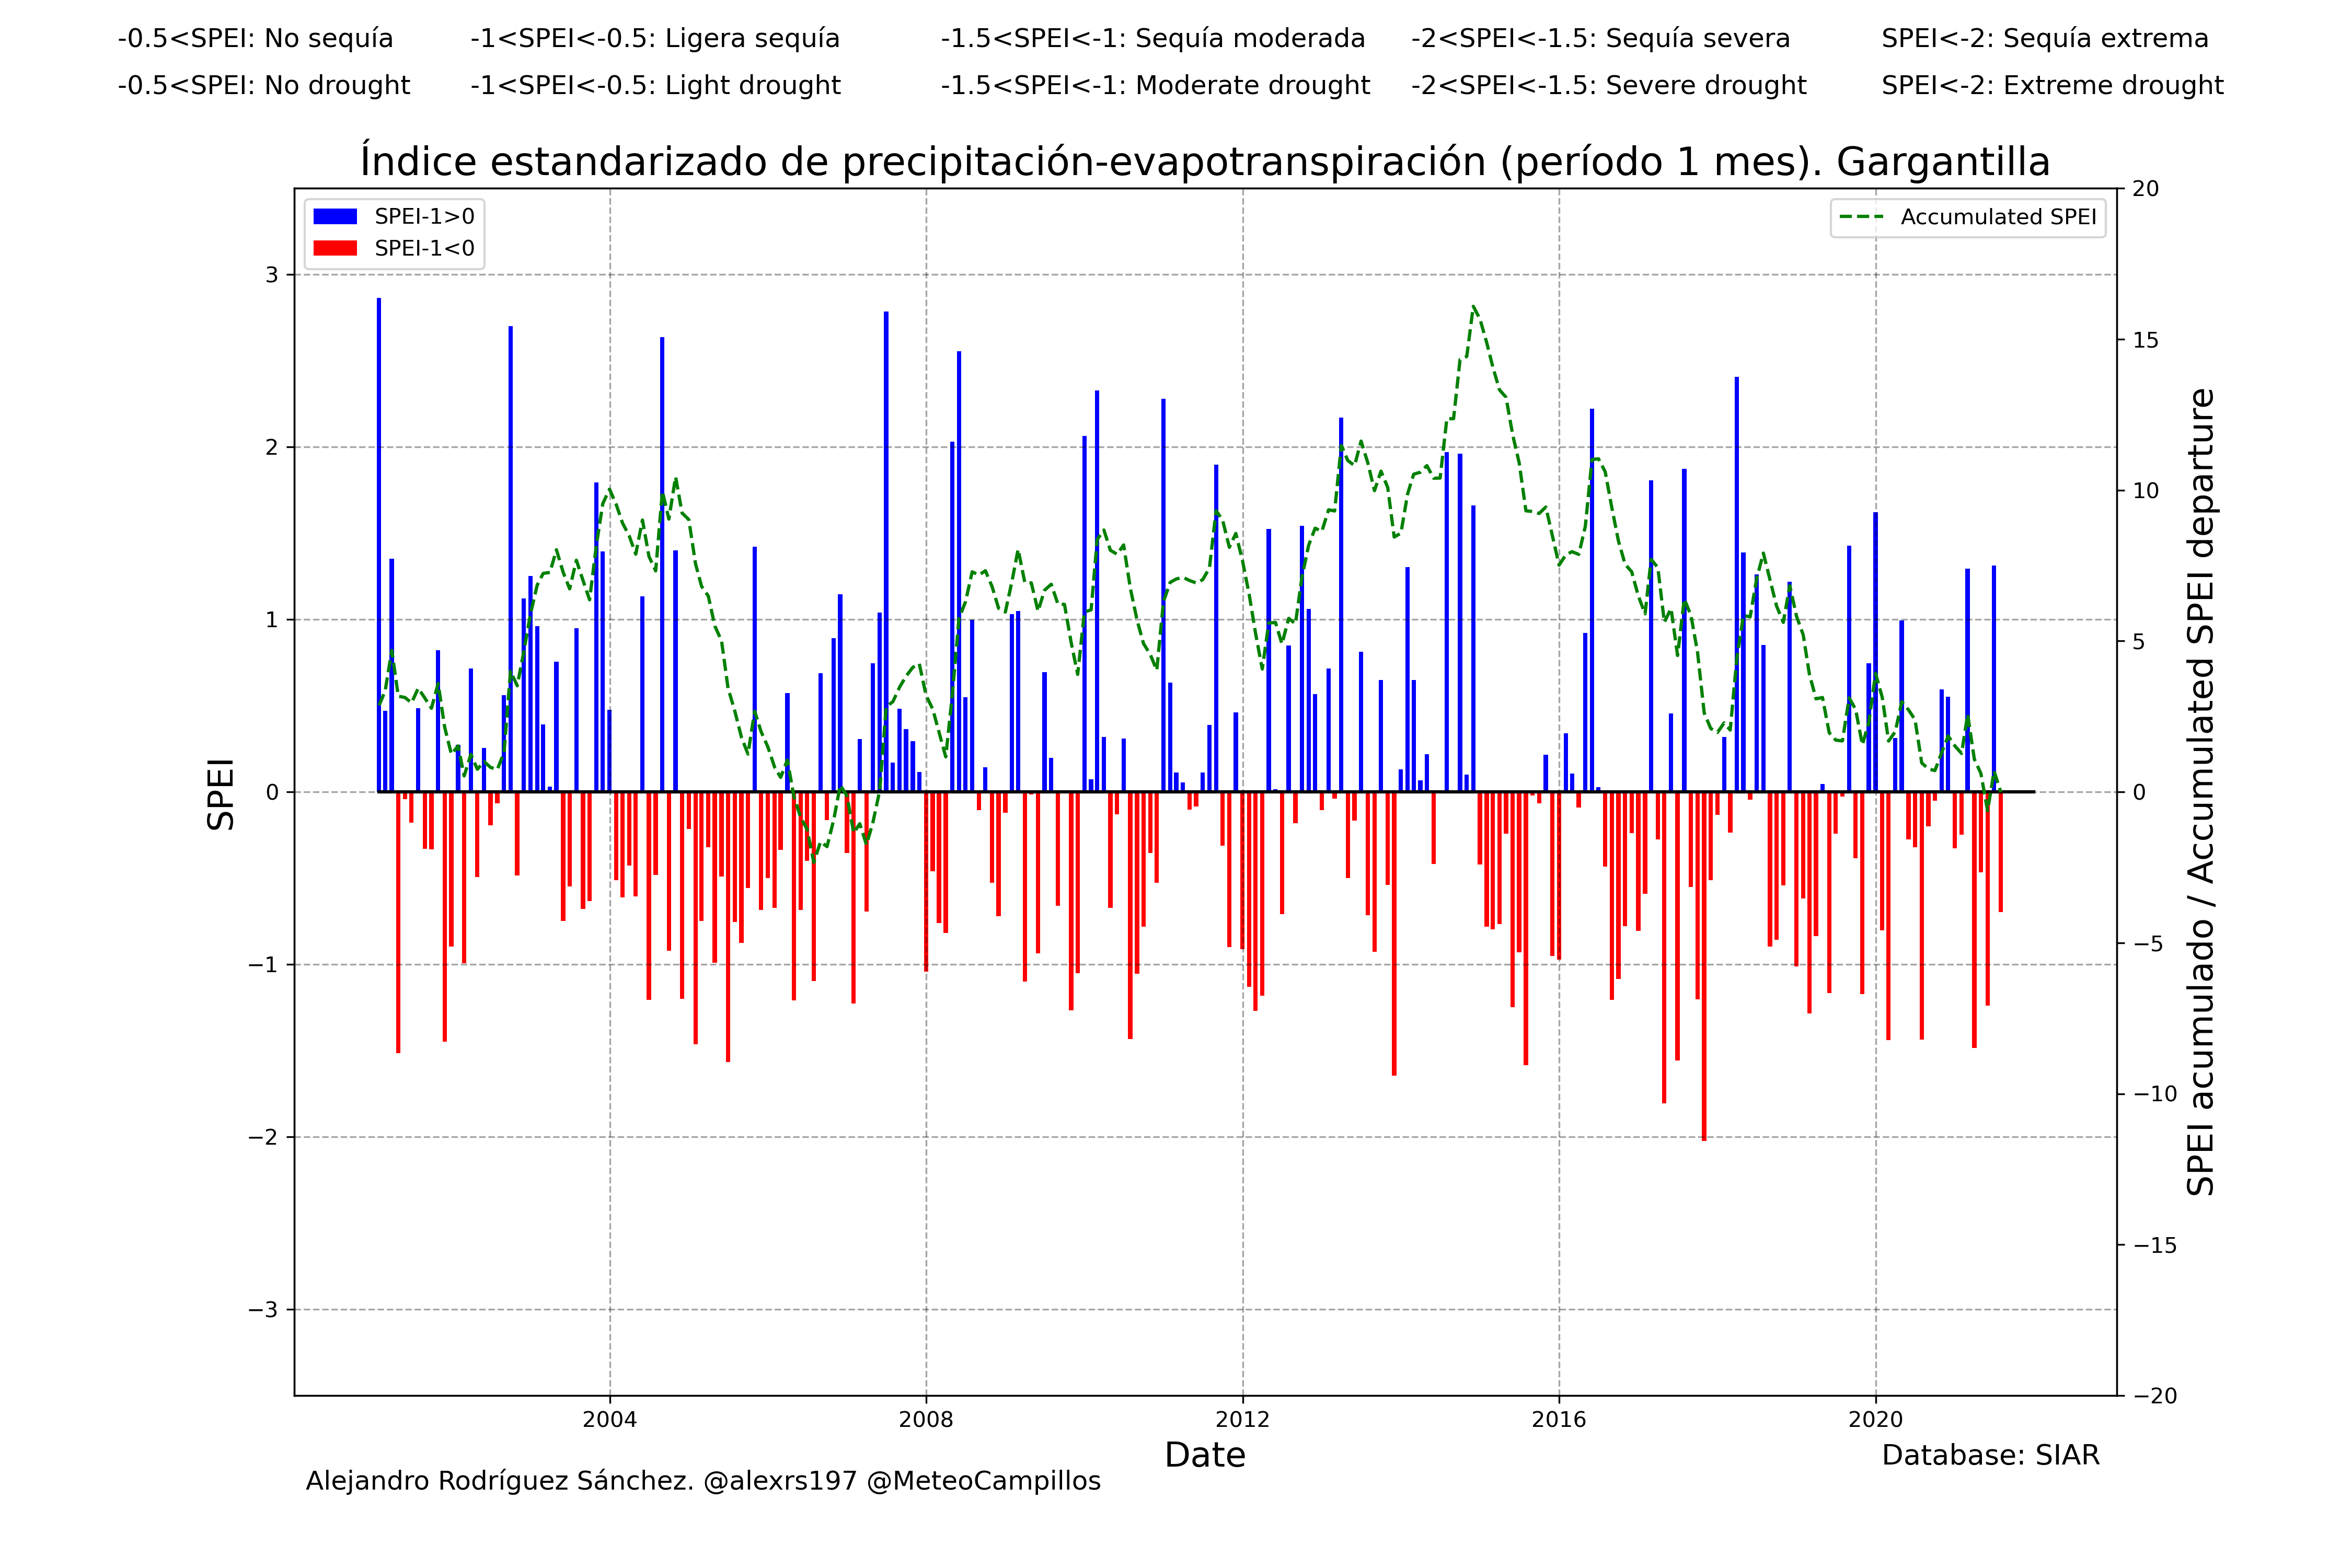 -0.5<SPEI: No sequía -1<SPEI<-0.5: Ligera sequía -1.5<SPEI<-1: Sequía moderada -2<SPEI<-1.5: Sequía severa SPEI<-2: Sequía extrema
-0.5<SPEI: No drought -1<SPEI<-0.5: Light drought -1.5<SPEI<-1: Moderate drought -2<SPEI<-1.5: Severe drought SPEI<-2: Extreme drought
Índice estandarizado de precipitación-evapotranspiración (período 1 mes). Gargantilla
SPEI-1>0
SPEI-1<0
Accumulated SPEI
SPEI
3
2
1
0
−1
−2
−3
20
15
10
5
0
−5
−10
−15
−20
SPEI acumulado / Accumulated SPEI departure
2004 2008 2012 2016 2020
Date
Database: SIAR
Alejandro Rodríguez Sánchez. @alexrs197 @MeteoCampillos